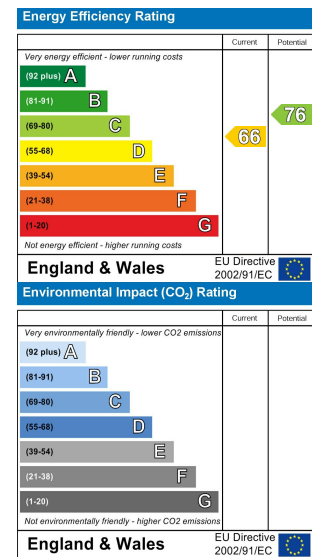 Energy Efficiency Rating
Current Potential
Very energy efficient - lower running costs
(92 plus) A
(81-91) B
(69-80) C
(55-68) D
(39-54) E
(21-38) F
(1-20) G
66
76
Not energy efficient - higher running costs
England & Wales
EU Directive
2002/91/EC
Environmental Impact (CO₂) Rating
Current Potential
Very environmentally friendly - lower CO2 emissions
(92 plus) A
(81-91) B
(69-80) C
(55-68) D
(39-54) E
(21-38) F
(1-20) G
Not environmentally friendly - higher CO2 emissions
England & Wales
EU Directive
2002/91/EC